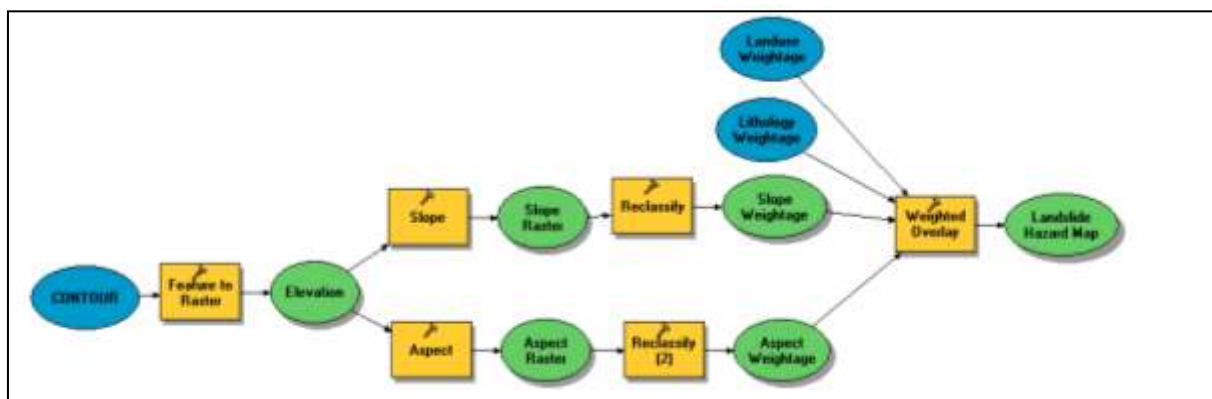 Landuse
Weightage
Lithology
Weightage
Slope
Slope
Raster
Reclassify
Slope
Weightage
Weighted
Overlay
Landslide
Hazard Map
CONTOUR
Feature to
Raster
Elevation
Aspect
Aspect
Raster
Reclassify
(2)
Aspect
Weightage